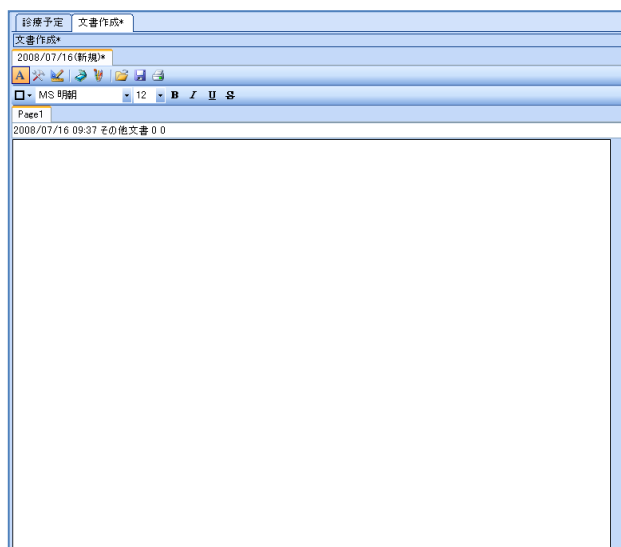 診療予定 文書作成*
文書作成*
2008/07/16(新規)*
A
MS 明朝 12 B I U S
Page1
2008/07/16 09:37 その他文書 0 0